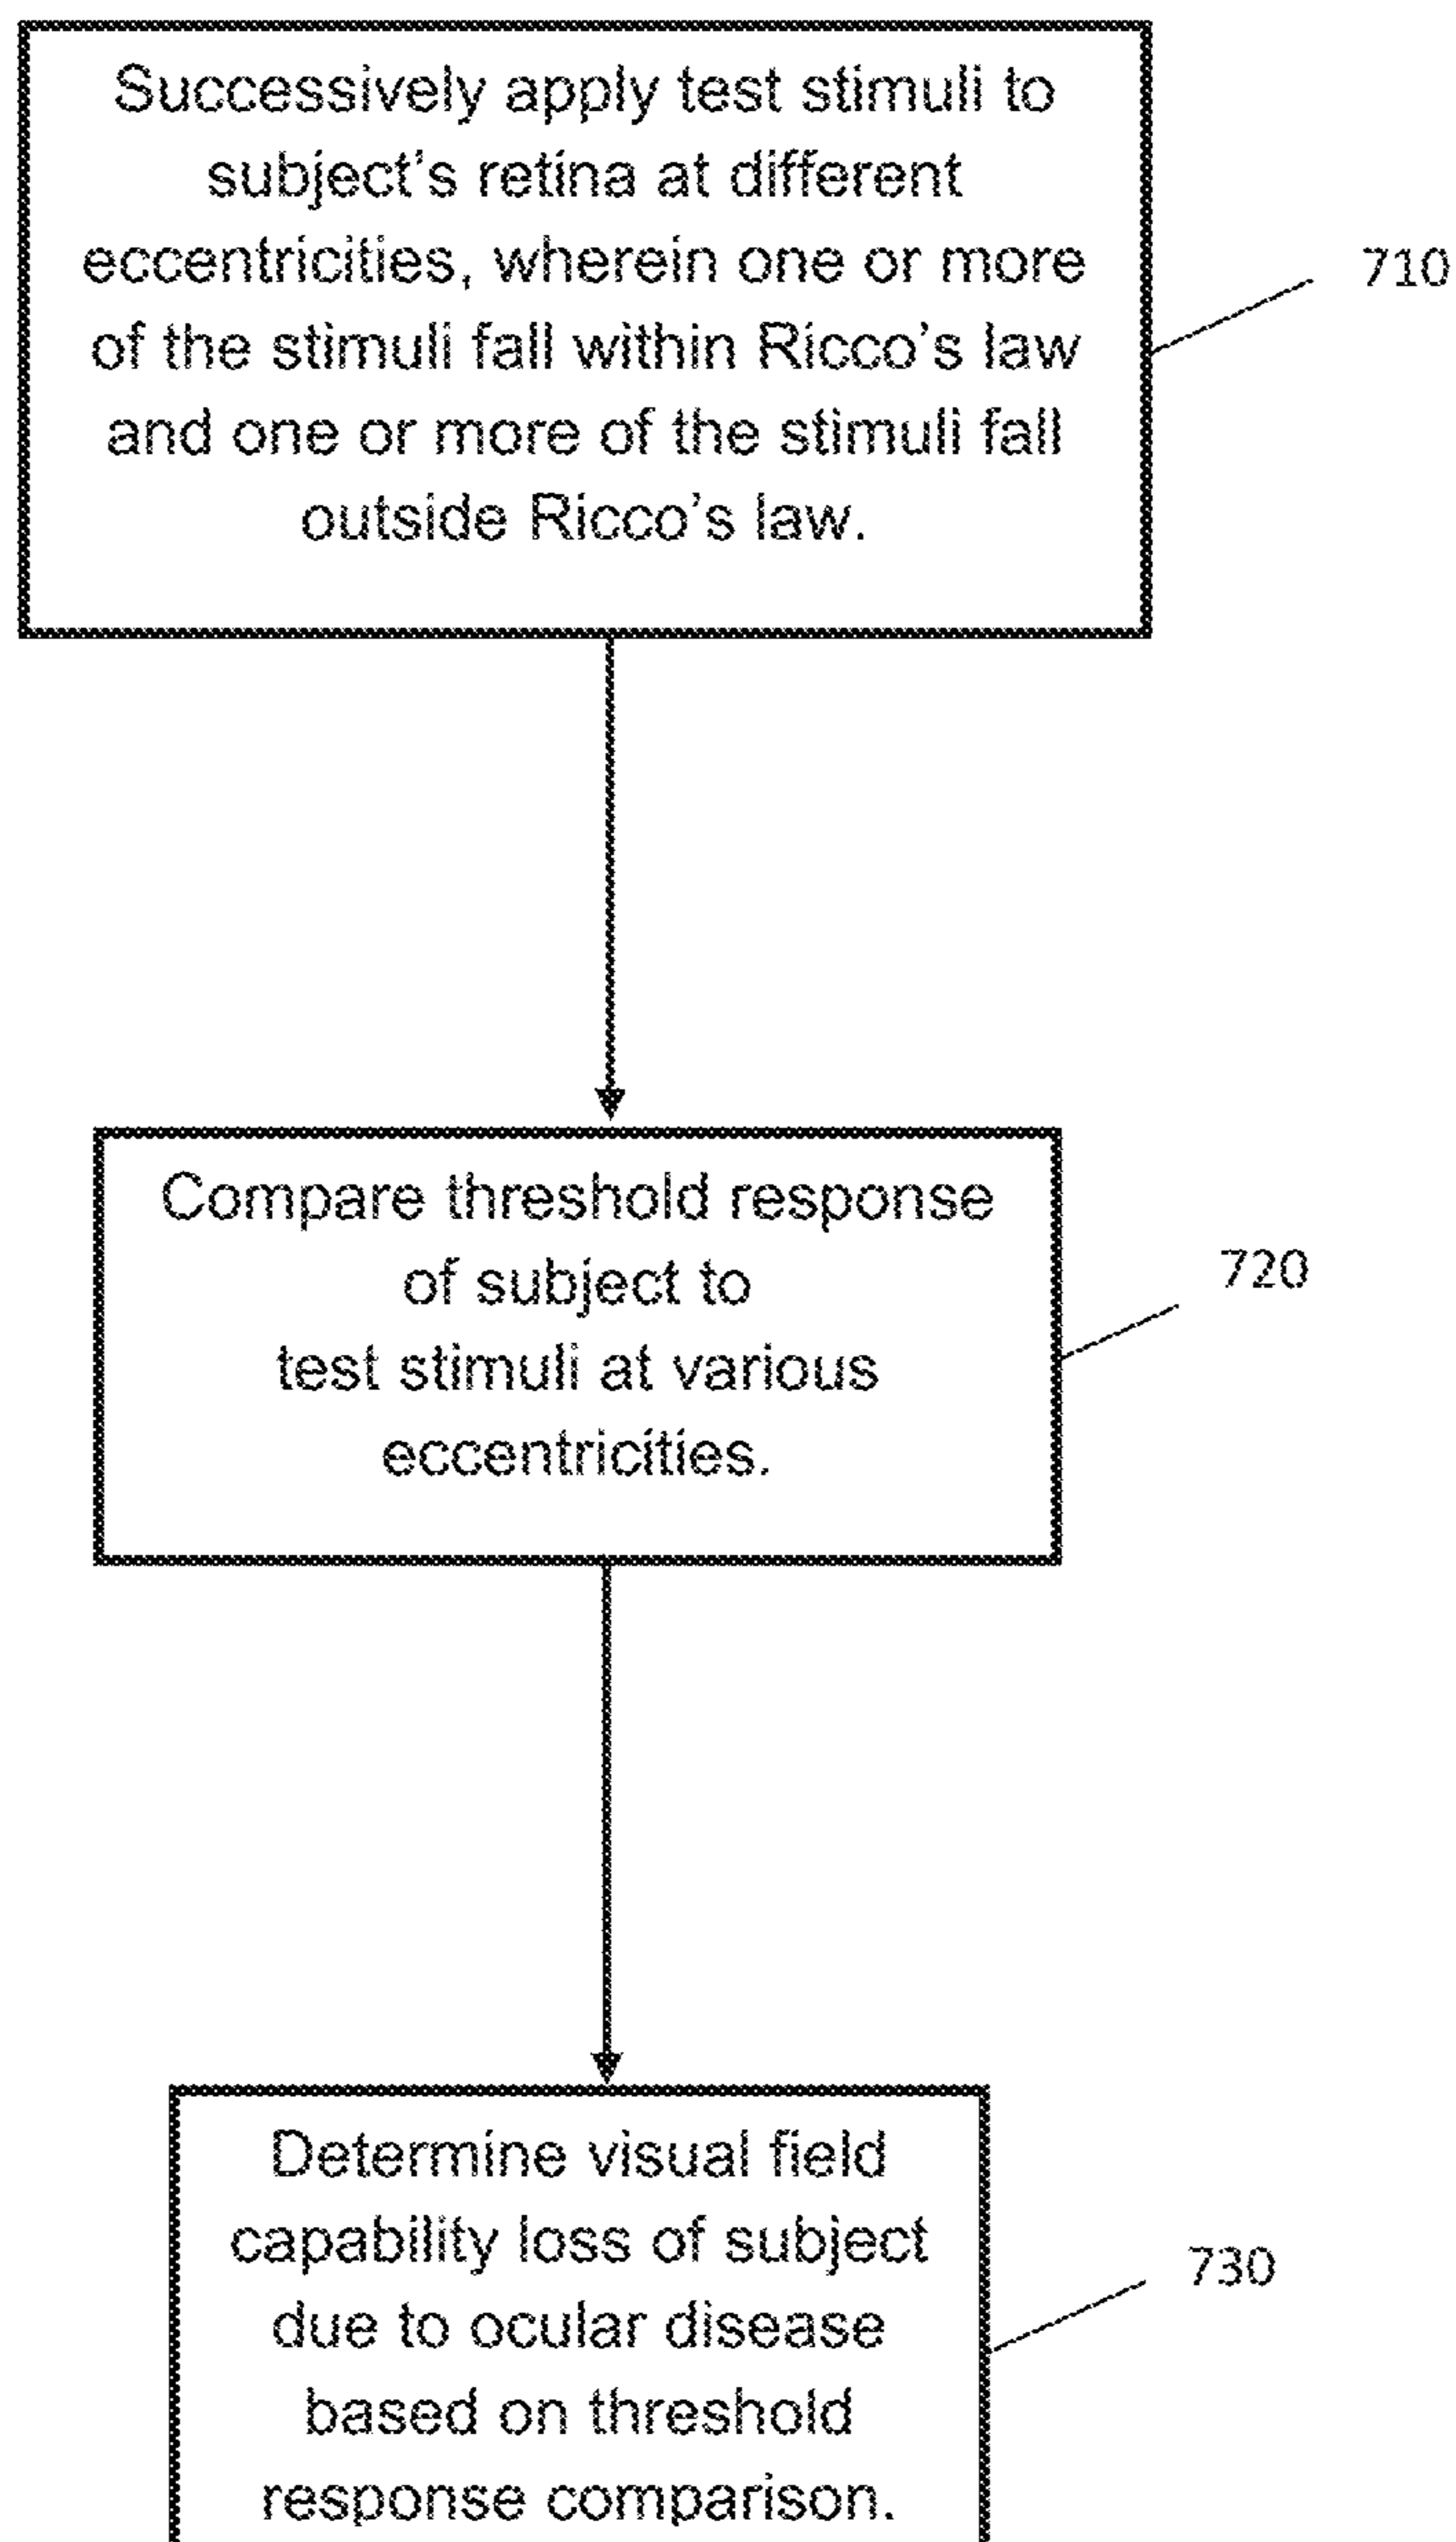 Successively apply test stimuli to
subject's retina at different
eccentricities, wherein one or more
of the stimuli fall within Ricco's law
and one or more of the stimuli fall
outside Ricco's law.
710
Compare threshold response
of subject to
test stimuli at various
eccentricities.
720
Determine visual field
capability loss of subject
due to ocular disease
based on threshold
response comparison.
730